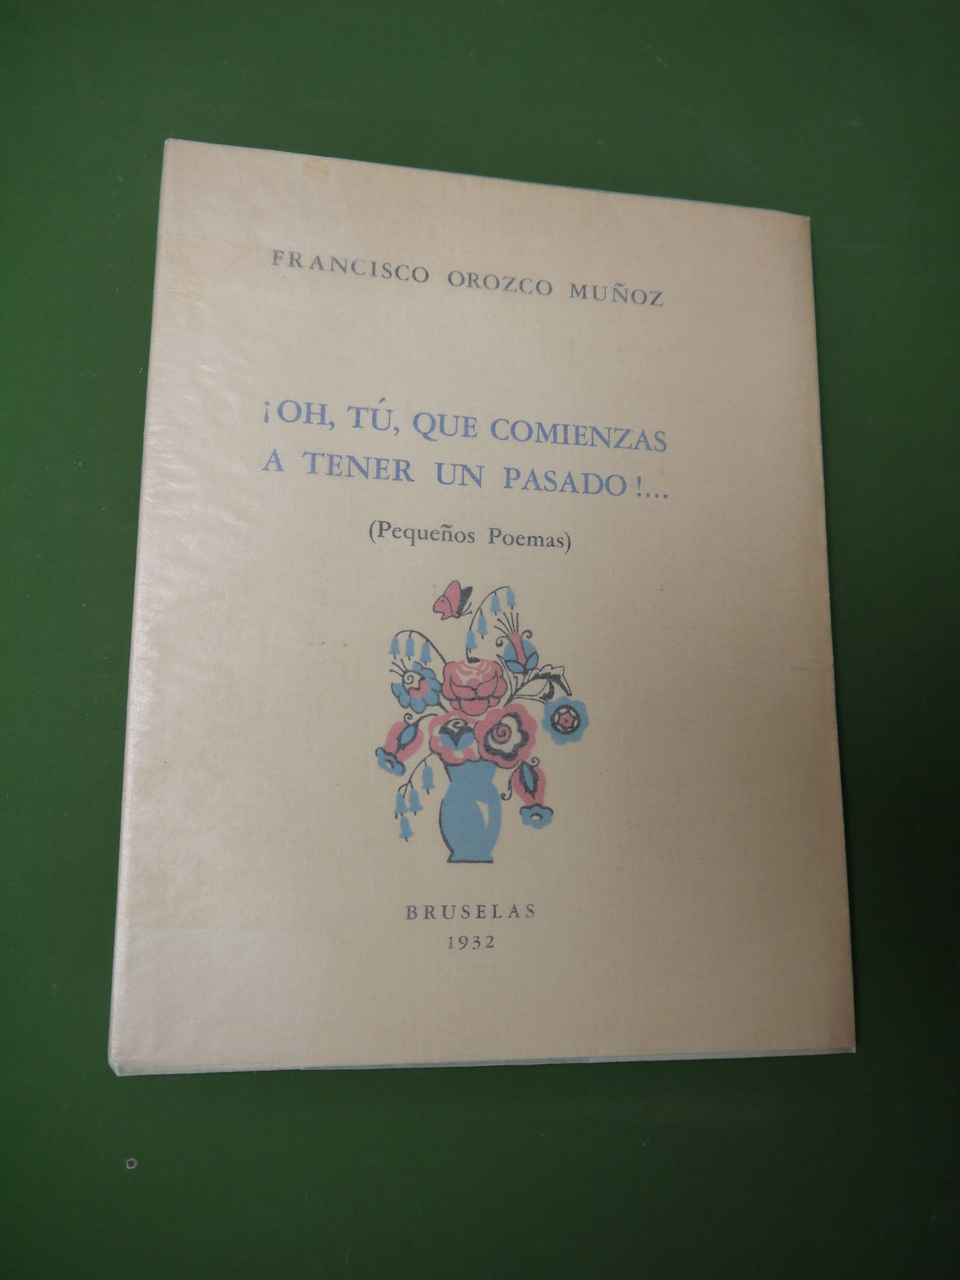 FRANCISCO OROZCO MUÑOZ
¡OH, TÚ, QUE COMIENZAS
A TENER UN PASADO!...
(Pequeños Poemas)
BRUSELAS
1932